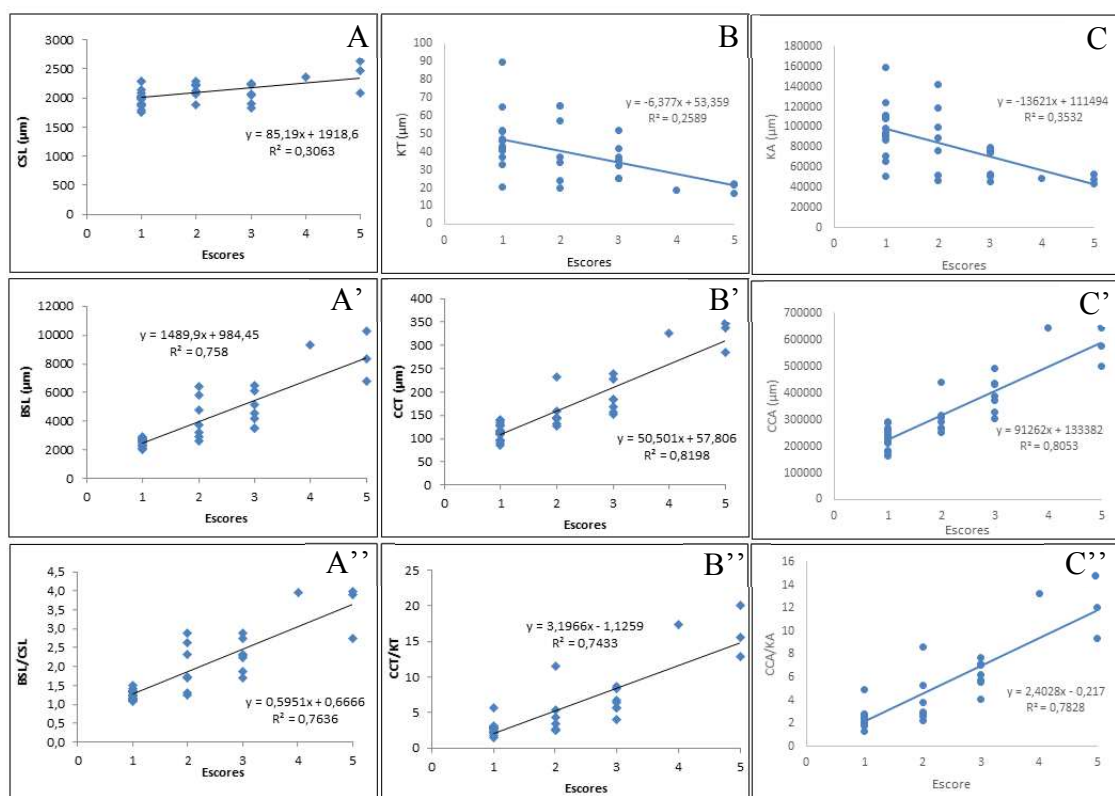 A
CSL (µm)
3000
2500
2000
1500
1000
500
0
y = 85,19x + 1918,6
R² = 0,3063
0 1 2 3 4 5
Escores
B
KT (µm)
100
90
80
70
60
50
40
30
20
10
0
y = -6,377x + 53,359
R² = 0,2589
0 1 2 3 4 5
Escores
C
KA (µm)
180000
160000
140000
120000
100000
80000
60000
40000
20000
0
y = -13621x + 111494
R² = 0,3532
0 1 2 3 4 5
Escores
A’
BSL (µm)
12000
10000
8000
6000
4000
2000
0
y = 1489,9x + 984,45
R² = 0,758
0 1 2 3 4 5
Escores
B’
CCT (µm)
400
350
300
250
200
150
100
50
0
y = 50,501x + 57,806
R² = 0,8198
0 1 2 3 4 5
Escores
C’
CCA (µm)
700000
600000
500000
400000
300000
200000
100000
0
y = 91262x + 133382
R² = 0,8053
0 1 2 3 4 5
Escores
A’’
BSL/CSL
4,5
4,0
3,5
3,0
2,5
2,0
1,5
1,0
0,5
0,0
y = 0,5951x + 0,6666
R² = 0,7636
0 1 2 3 4 5
Escores
B’’
CCT/KT
25
20
15
10
5
0
y = 3,1966x - 1,1259
R² = 0,7433
0 1 2 3 4 5
Escores
C’’
CCA/KA
16
14
12
10
8
6
4
2
0
y = 2,4028x - 0,217
R² = 0,7828
0 1 2 3 4 5
Escore